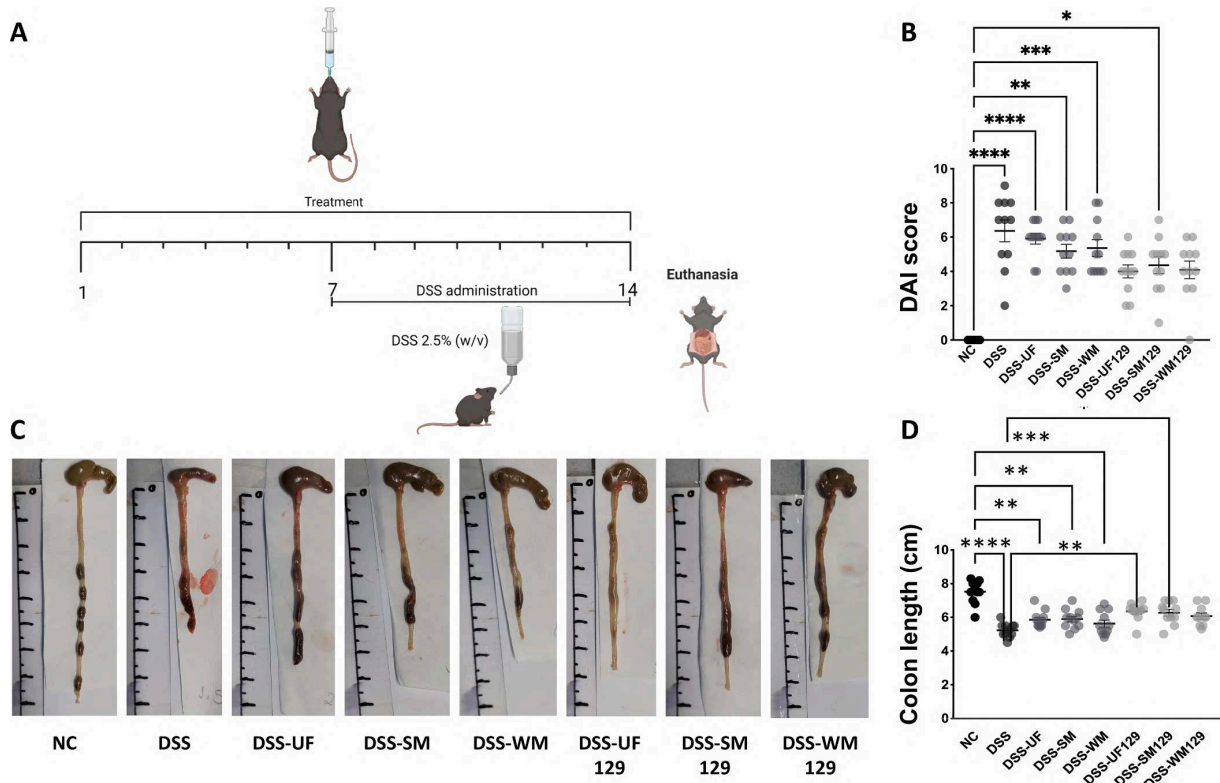 A
Treatment
1
7
14
DSS administration
DSS 2.5% (w/v)
Euthanasia
B
*
***
**
****
****
DAI score
10
8
6
4
2
0
NC
DSS
DSS-UF
DSS-SM
DSS-WM
DSS-UF129
DSS-SM129
DSS-WM129
C
NC
DSS
DSS-UF
DSS-SM
DSS-WM
DSS-UF
129
DSS-SM
129
DSS-WM
129
D
***
**
**
****
**
Colon length (cm)
10
8
6
4
2
0
NC
DSS
DSS-UF
DSS-SM
DSS-WM
DSS-UF129
DSS-SM129
DSS-WM129